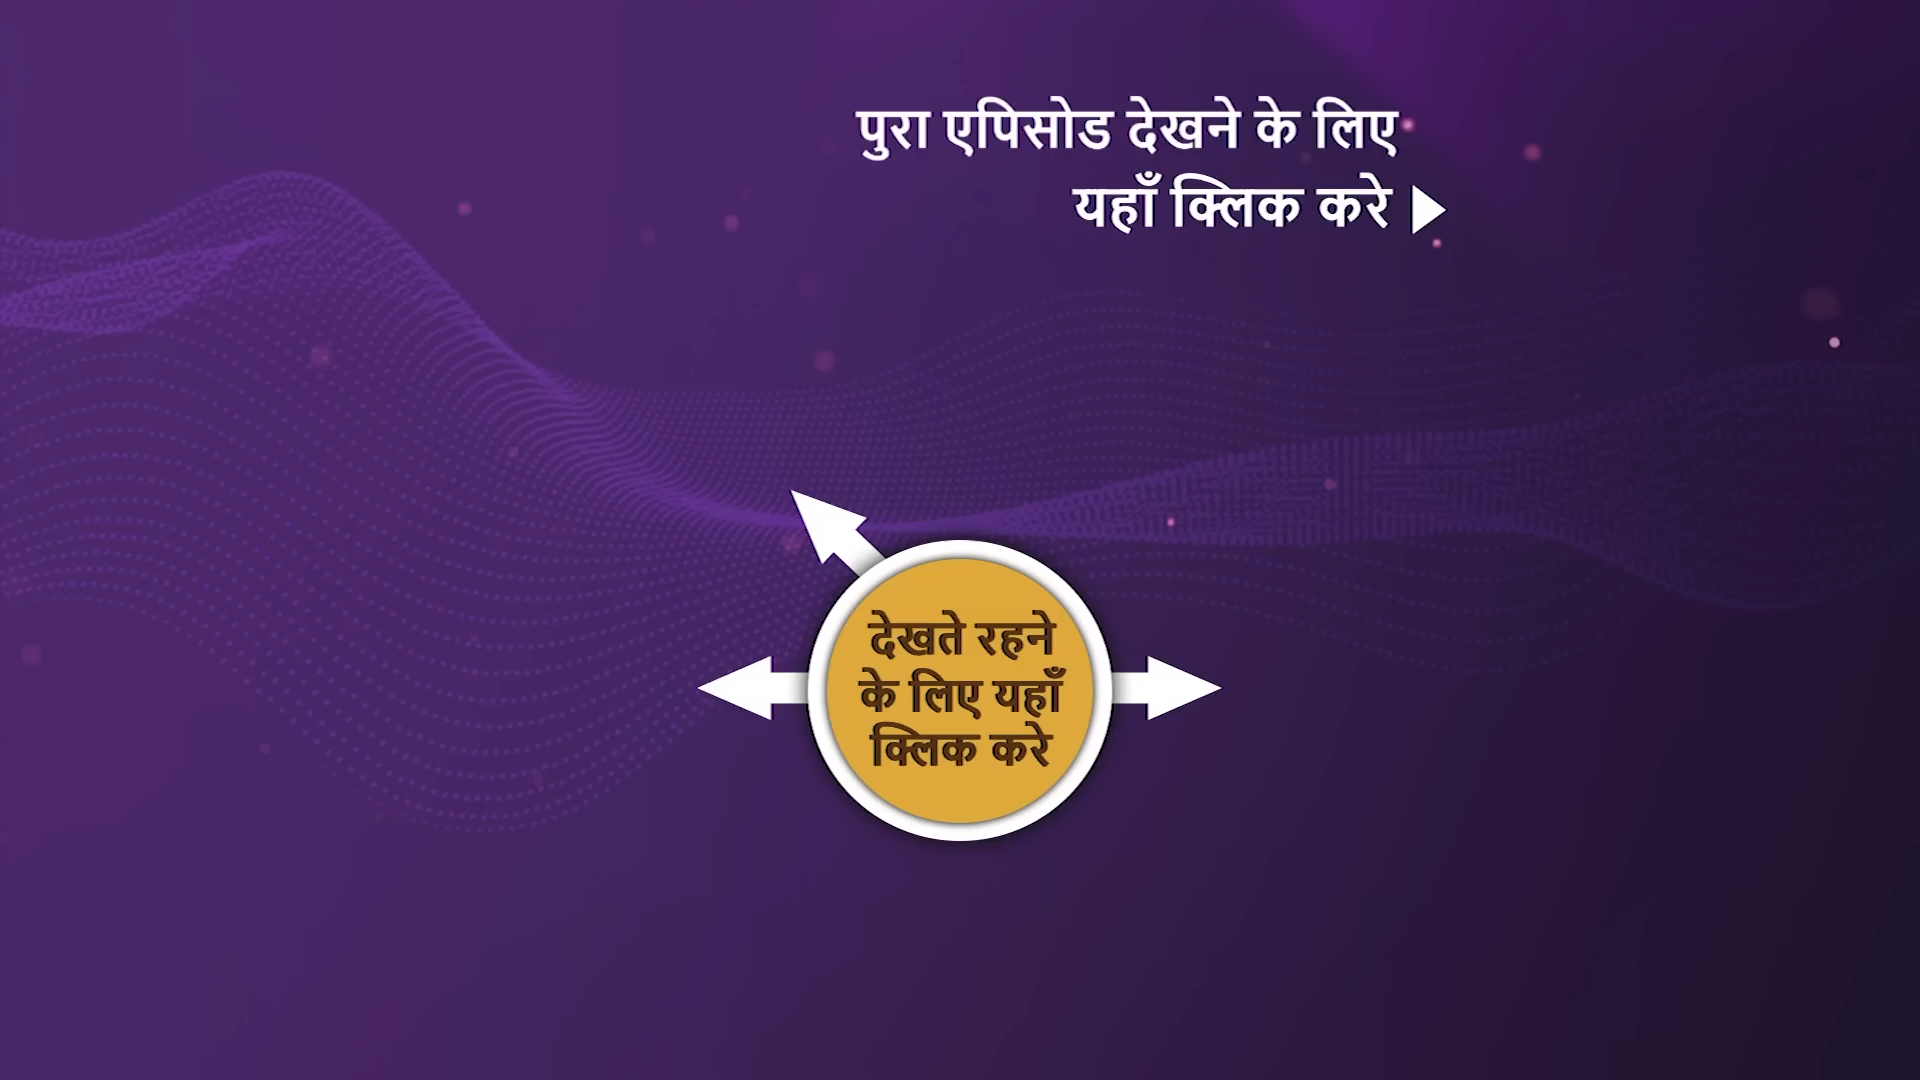 पुरा एपिसोड देखने के लिए
यहाँ क्लिक करे
देखते रहने
के लिए यहाँ
क्लिक करे